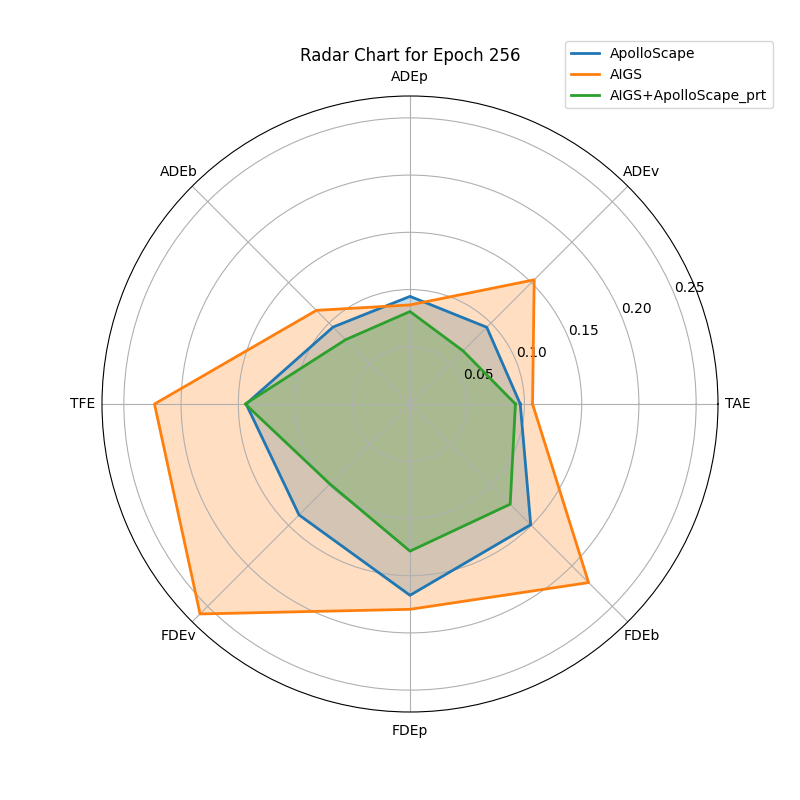 Radar Chart for Epoch 256
ApolloScape
AIGS
AIGS+ApolloScape_prt
ADEp
ADEb
ADEv
0.25
0.20
0.15
0.10
0.05
TFE
TAE
FDEv
FDEb
FDEp